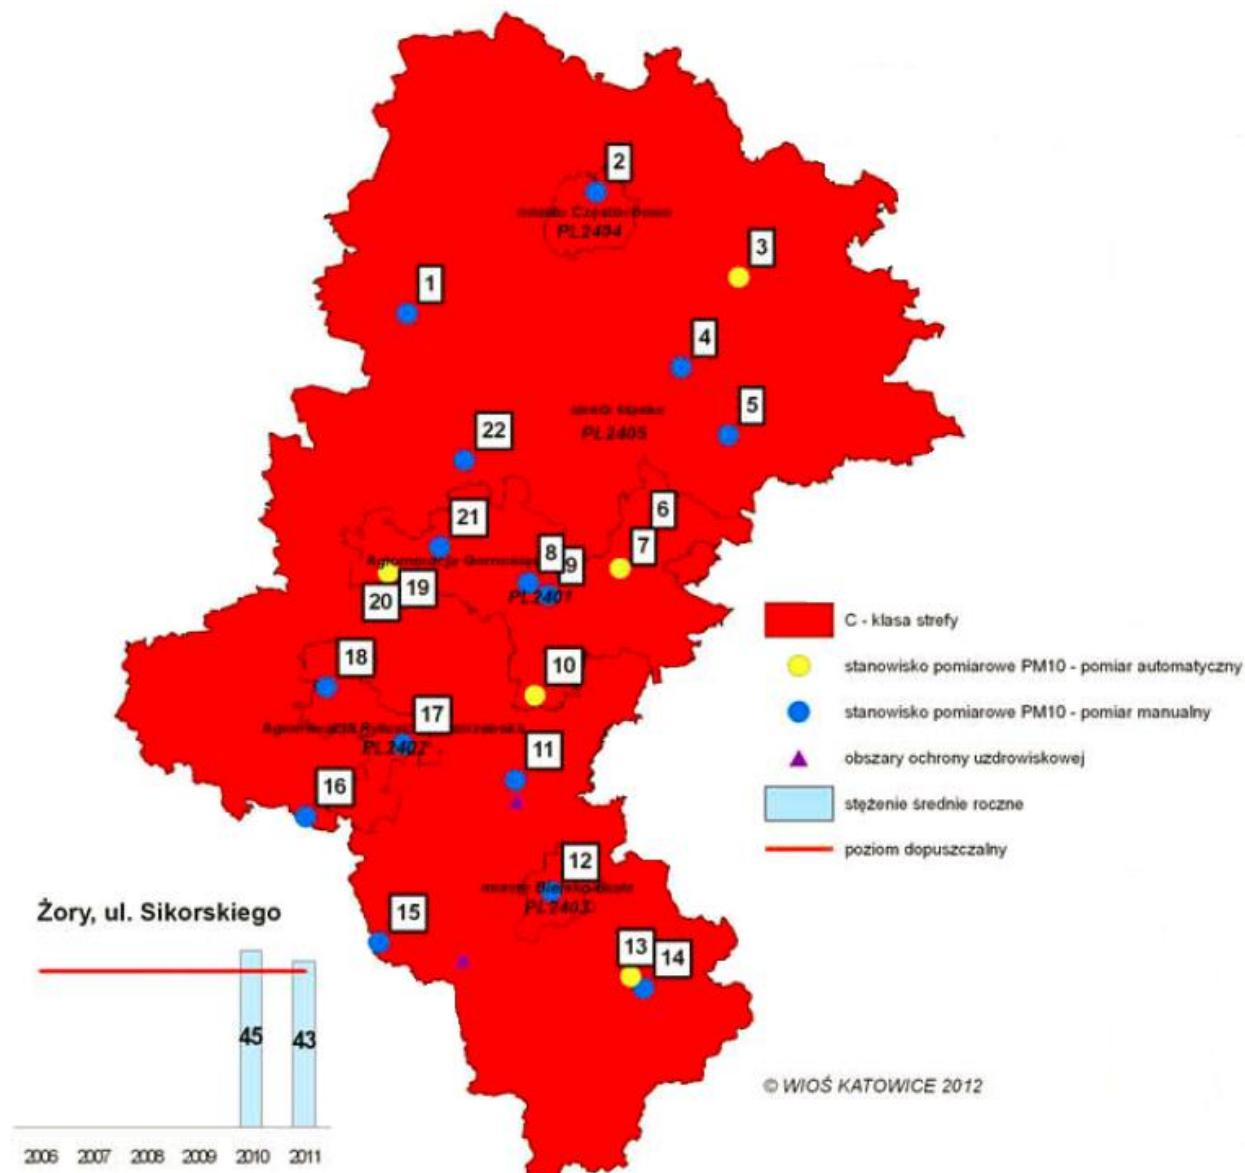 2
PL2404
3
1
4
5
22
PL2405
6
21
7
8
9
19
20
PL2401
18
10
17
PL2402
11
16
12
PL2403
15
13
14
C - klasa strefy
stanowisko pomiarowe PM10 - pomiar automatyczny
stanowisko pomiarowe PM10 - pomiar manualny
obszary ochrony uzdrowiskowej
stężenie średnie roczne
poziom dopuszczalny
Żory, ul. Sikorskiego
45
43
2006 2007 2008 2009 2010 2011
© WIOŚ KATOWICE 2012